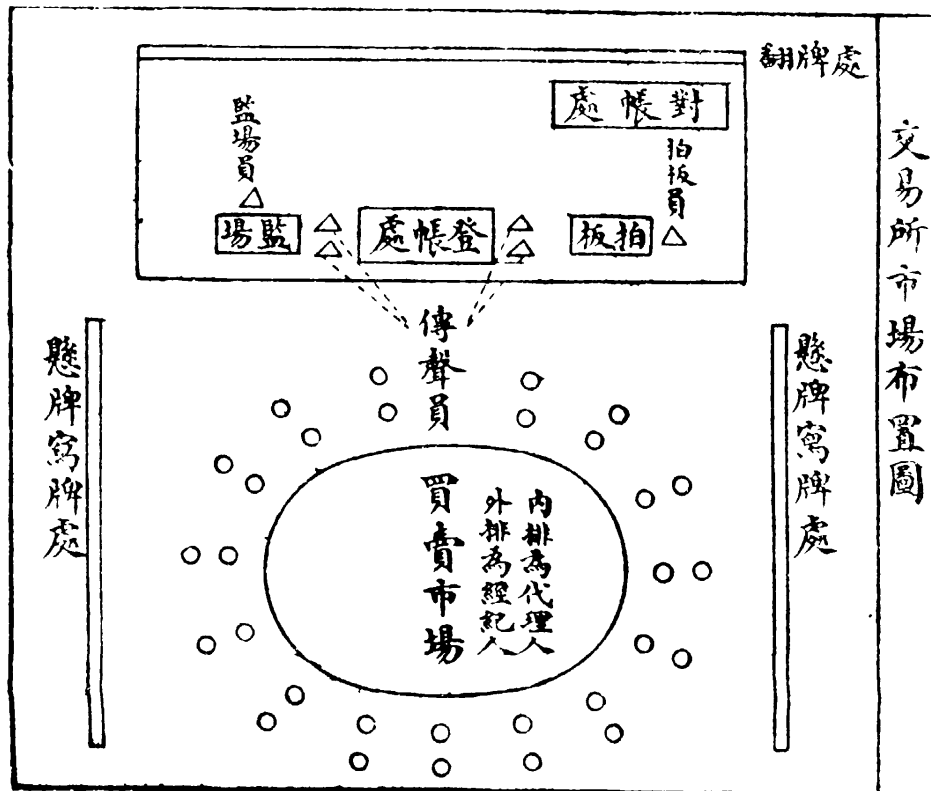 交易所市場布置圖
翻牌處
對帳處
拍板員
監場員
拍板
登帳處
監場
傳聲員
懸牌寫牌處
懸牌寫牌處
買賣市場
內排為代理人
外排為經紀人